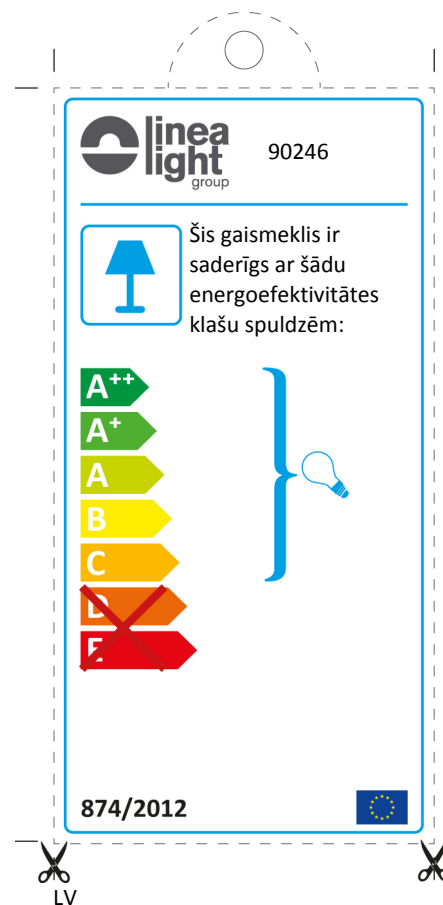 linea
light
group
90246
Šis gaismeklis ir
saderīgs ar šādu
energoefektivitātes
klašu spuldzēm:
A++
A+
A
B
C
D
E
874/2012
LV